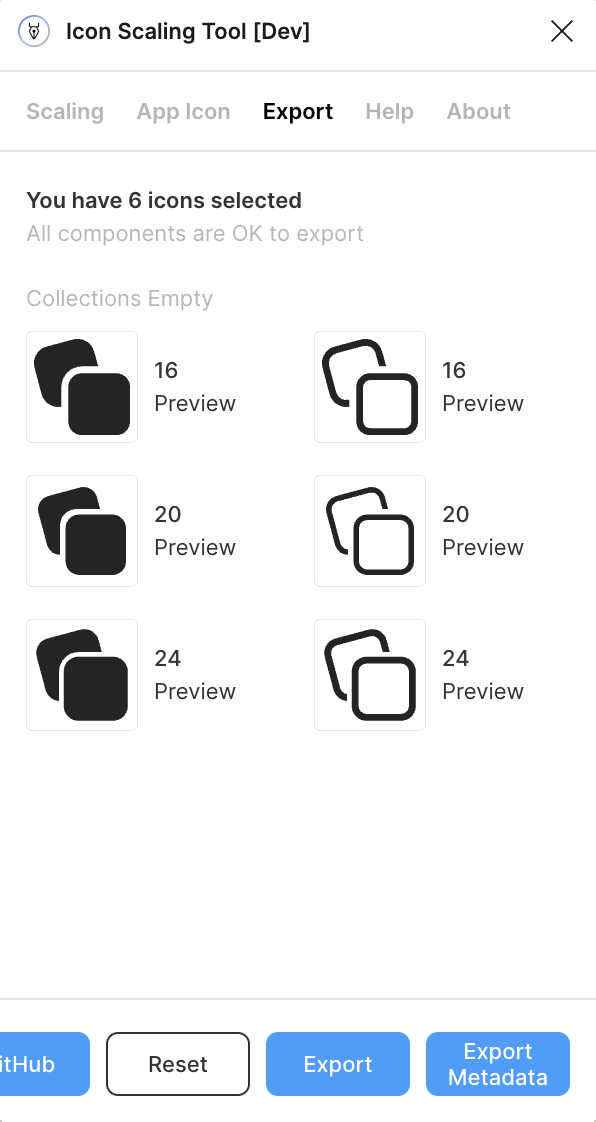 Icon Scaling Tool [Dev]
Scaling App Icon Export Help About
You have 6 icons selected
All components are OK to export
Collections Empty
16
Preview
16
Preview
20
Preview
20
Preview
24
Preview
24
Preview
itHub
Reset
Export
Export
Metadata